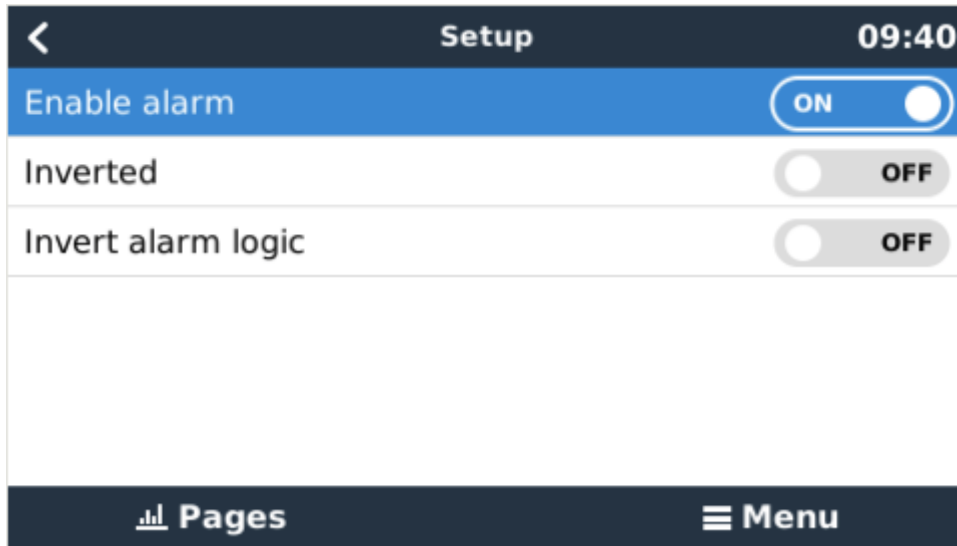 Setup 09:40
Enable alarm ON
Inverted OFF
Invert alarm logic OFF
Pages Menu